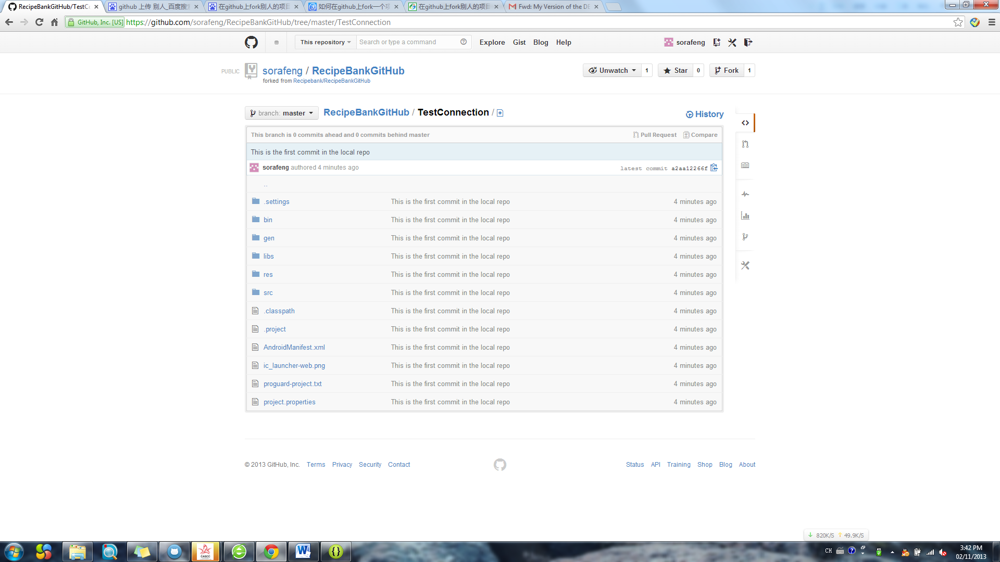 RecipeBankGitHub/TestCo
github 上传 别人_百度搜索
在github上fork别人的项目
如何在github上fork一个项
在github上fork别人的项目
Fwd: My Version of the DE
GitHub, Inc. [US] https://github.com/sorafeng/RecipeBankGitHub/tree/master/TestConnection
This repository Search or type a command Explore Gist Blog Help sorafeng
PUBLIC sorafeng / RecipeBankGitHub Unwatch 1 Star 0 Fork 1
forked from Recipebank/RecipeBankGitHub
branch: master RecipeBankGitHub / TestConnection / History
This branch is 0 commits ahead and 0 commits behind master Pull Request Compare
This is the first commit in the local repo
sorafeng authored 4 minutes ago latest commit a2aa12266f
..
.settings This is the first commit in the local repo 4 minutes ago
bin This is the first commit in the local repo 4 minutes ago
gen This is the first commit in the local repo 4 minutes ago
libs This is the first commit in the local repo 4 minutes ago
res This is the first commit in the local repo 4 minutes ago
src This is the first commit in the local repo 4 minutes ago
.classpath This is the first commit in the local repo 4 minutes ago
.project This is the first commit in the local repo 4 minutes ago
AndroidManifest.xml This is the first commit in the local repo 4 minutes ago
ic_launcher-web.png This is the first commit in the local repo 4 minutes ago
proguard-project.txt This is the first commit in the local repo 4 minutes ago
project.properties This is the first commit in the local repo 4 minutes ago
© 2013 GitHub, Inc. Terms Privacy Security Contact Status API Training Shop Blog About
820K/S 49.9K/S
CASCC
CH 3:42 PM
02/11/2013